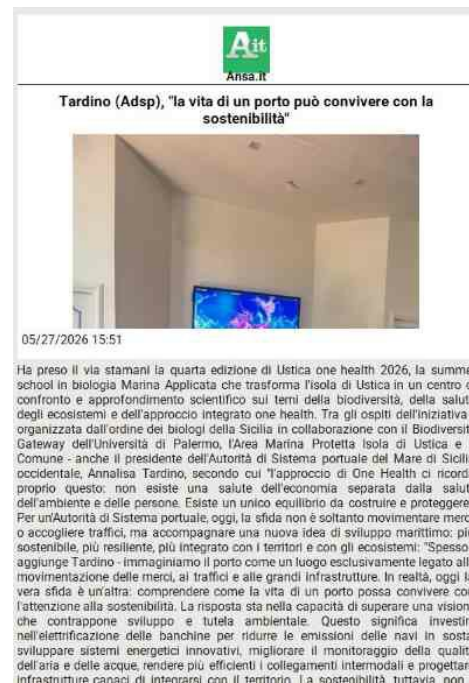 Ait
Ansa.it
Tardino (Adsp), "la vita di un porto può convivere con la
sostenibilità"
05/27/2026 15:51
Ha preso il via stamani la quarta edizione di Ustica one health 2026, la summe
school in biologia Marina Applicata che trasforma l'isola di Ustica in un centro d
confronto e approfondimento scientifico sui temi della biodiversità, della salut
degli ecosistemi e dell'approccio integrato one health. Tra gli ospiti dell'iniziativa
organizzata dall'ordine dei biologi della Sicilia in collaborazione con il Biodiversit
Gateway dell'Università di Palermo, l'Area Marina Protetta Isola di Ustica e
Comune - anche il presidente dell'Autorità di Sistema portuale del Mare di Sicili
occidentale, Annalisa Tardino, secondo cui "l'approccio di One Health ci ricord
proprio questo: non esiste una salute dell'economia separata dalla salut
dell'ambiente e delle persone. Esiste un unico equilibrio da costruire e proteggere
Per un'Autorità di Sistema portuale, oggi, la sfida non è soltanto movimentare merc
o accogliere traffici, ma accompagnare una nuova idea di sviluppo marittimo: pi
sostenibile, più resiliente, più integrato con i territori e con gli ecosistemi: "Spesso
aggiunge Tardino - immaginiamo il porto come un luogo esclusivamente legato all
movimentazione delle merci, ai traffici e alle grandi infrastrutture. In realtà, oggi l
vera sfida è un'altra: comprendere come la vita di un porto possa convivere co
l'attenzione alla sostenibilità. La risposta sta nella capacità di superare una vision
che contrappone sviluppo e tutela ambientale. Questo significa investir
nell'elettrificazione delle banchine per ridurre le emissioni delle navi in sosta
sviluppare sistemi energetici innovativi, migliorare il monitoraggio della qualit
dell'aria e delle acque, rendere più efficienti i collegamenti intermodali e progettar
infrastrutture capaci di integrarsi con il territorio. La sostenibilità, tuttavia, non